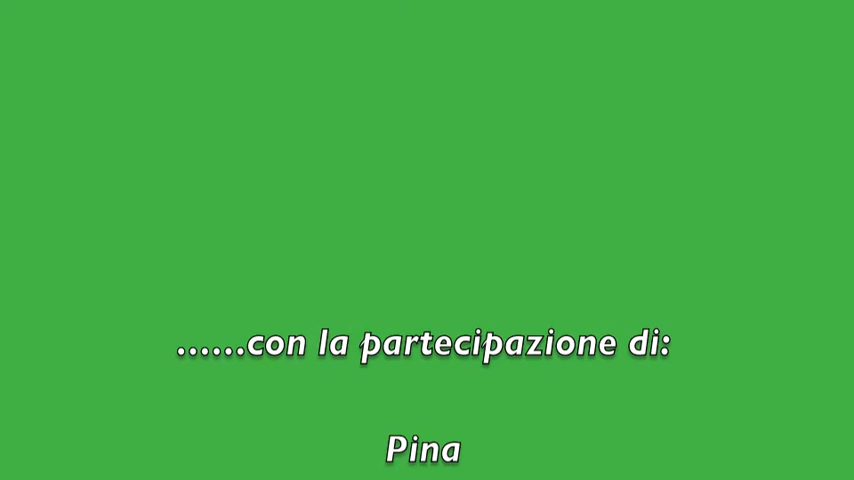 ......con la partecipazione di:
Pina